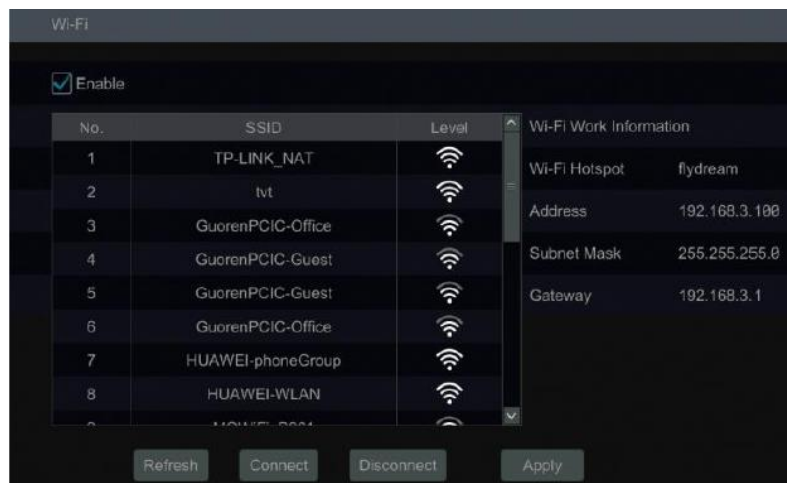 Wi-Fi
Enable
No. SSID Level
1 TP-LINK_NAT
2 tvt
3 GuorenPCIC-Office
4 GuorenPCIC-Guest
5 GuorenPCIC-Guest
6 GuorenPCIC-Office
7 HUAWEI-phoneGroup
8 HUAWEI-WLAN
Wi-Fi Work Information
Wi-Fi Hotspot flydream
Address 192.168.3.100
Subnet Mask 255.255.255.0
Gateway 192.168.3.1
Refresh Connect Disconnect Apply